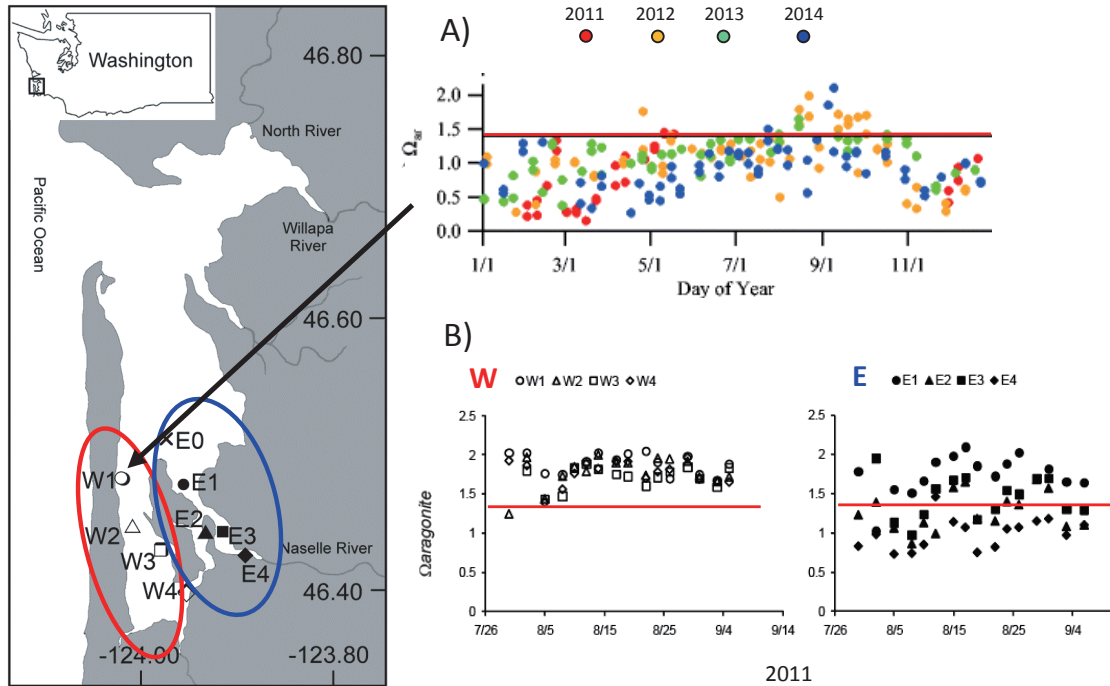 Washington
46.80
North River
Pacific Ocean
Willapa
River
46.60
E0
W1
E1
E2
W2
E3
W3
Naselle River
E4
W4
46.40
-124.00
-123.80
A)
2011
2012
2013
2014
Ωar
2.0
1.5
1.0
0.5
0.0
1/1
3/1
5/1
7/1
9/1
11/1
Day of Year
B)
W
W1
W2
W3
W4
Ωaragonite
2.5
2
1.5
1
0.5
0
7/26
8/5
8/15
8/25
9/4
9/14
E
E1
E2
E3
E4
2.5
2
1.5
1
0.5
0
7/26
8/5
8/15
8/25
9/4
2011